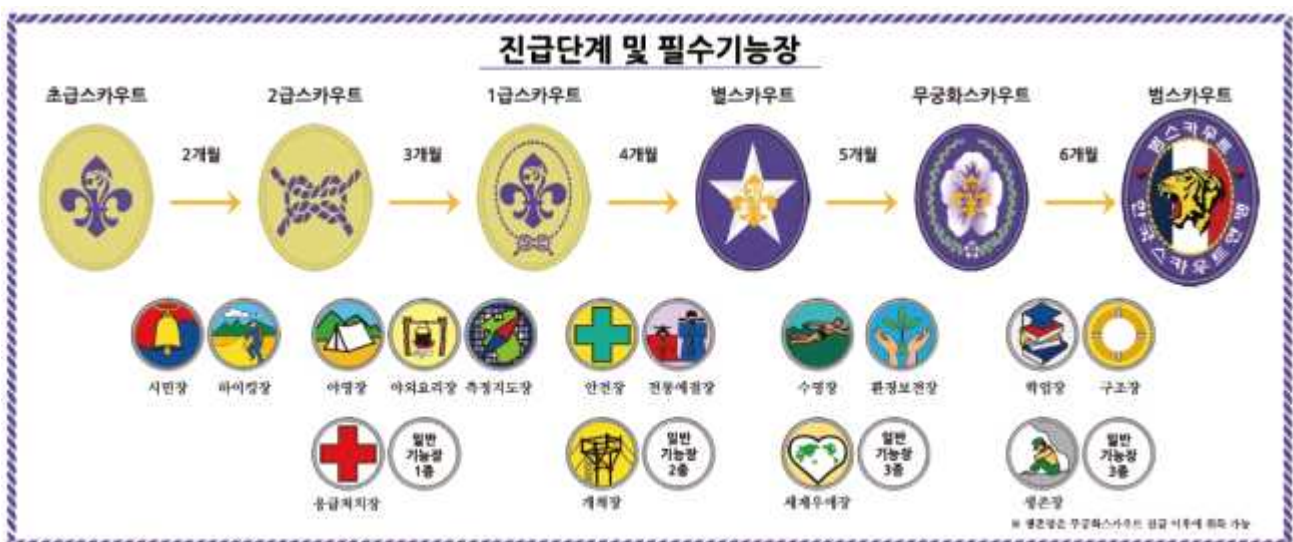 진급단계 및 필수기능장
초급스카우트 2급스카우트 1급스카우트 별스카우트 무궁화스카우트 범스카우트
2개월 3개월 4개월 5개월 6개월
범스카우트
한국스카우트연맹
시민장 하이킹장 야영장 야외요리장 측정지도장 안전장 전통예절장 수영장 환경보전장 학업장 구조장
일반
기능장
1종
일반
기능장
2종
일반
기능장
3종
일반
기능장
3종
응급처치장 개척장 세계우애장 생존장
※ 생존장은 무궁화스카우트 진급 이후에 취득 가능